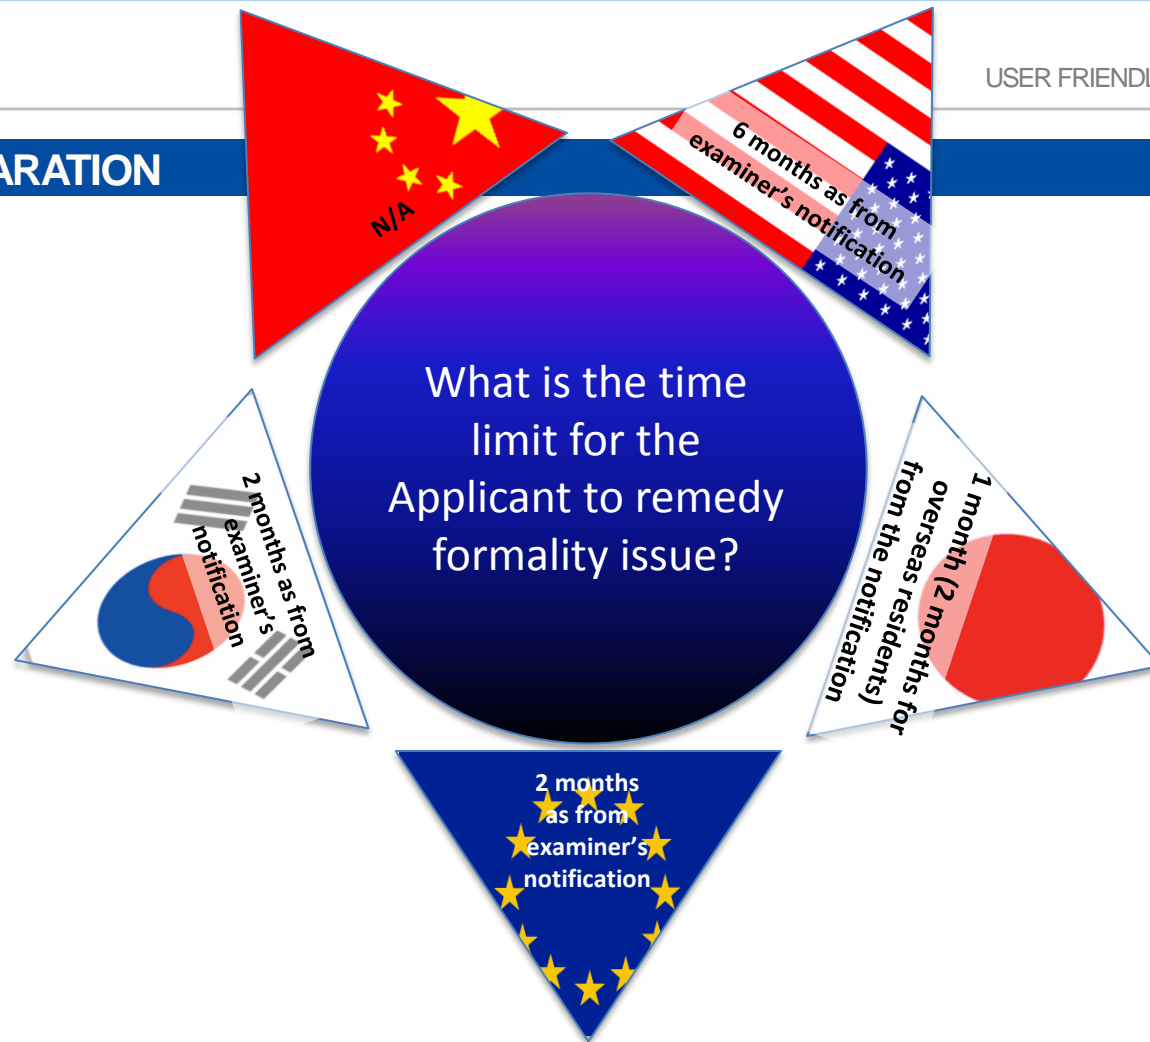 USER FRIENDL
ARATION
N/A
6 months as from
examiner's notification
What is the time
limit for the
Applicant to remedy
formality issue?
2 months as from
examiner's
notification
1 month (2 months for
overseas residents)
from the notification
2 months
as from
examiner's
notification